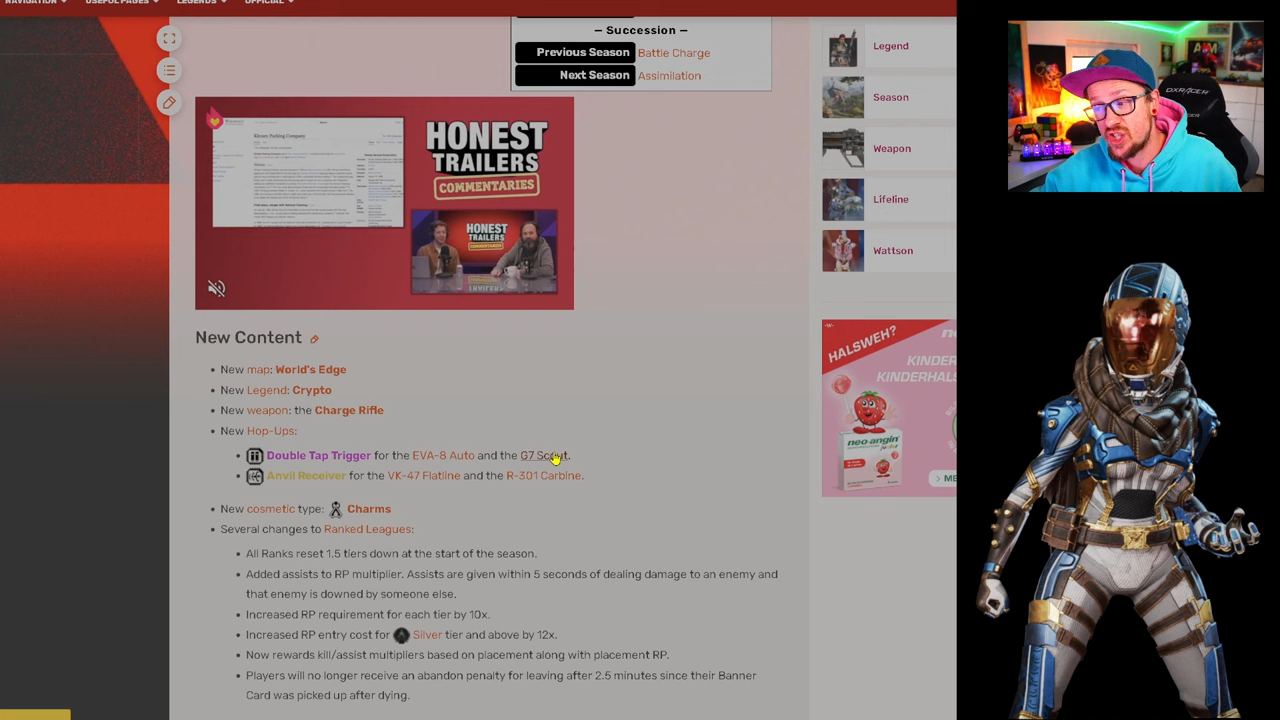 NAVIGATION USEFUL PAGES LEGENDS OFFICIAL
— Succession —
Previous Season Battle Charge
Next Season Assimilation
HONEST
TRAILERS
COMMENTARIES
HONEST
TRAILERS
COMMENTARIES
New Content
New map: World's Edge
New Legend: Crypto
New weapon: the Charge Rifle
New Hop-Ups:
Double Tap Trigger for the EVA-8 Auto and the G7 Scout.
Anvil Receiver for the VK-47 Flatline and the R-301 Carbine.
New cosmetic type: Charms
Several changes to Ranked Leagues:
All Ranks reset 1.5 tiers down at the start of the season.
Added assists to RP multiplier. Assists are given within 5 seconds of dealing damage to an enemy and
that enemy is downed by someone else.
Increased RP requirement for each tier by 10x.
Increased RP entry cost for Silver tier and above by 12x.
Now rewards kill/assist multipliers based on placement along with placement RP.
Players will no longer receive an abandon penalty for leaving after 2.5 minutes since their Banner
Card was picked up after dying.
Legend
Season
Weapon
Lifeline
Wattson
HALSWEH?
KINDER
KINDERHALS
neo-angin
DXRACER